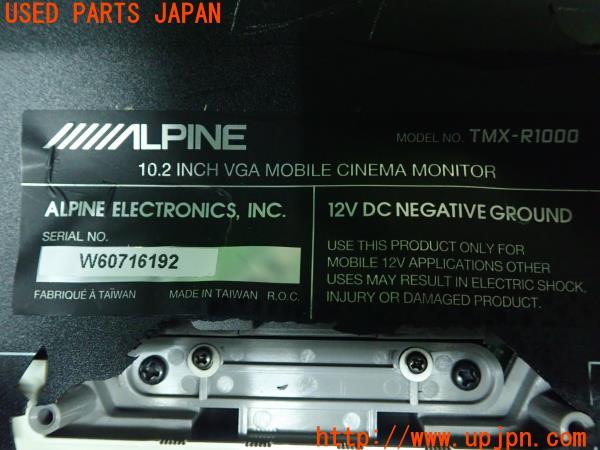 USED PARTS JAPAN
ALPINE
MODEL NO. TMX-R1000
10.2 INCH VGA MOBILE CINEMA MONITOR
ALPINE ELECTRONICS, INC.
SERIAL NO.
W60716192
FABRIQUÉ À TAÏWAN MADE IN TAIWAN R.O.C.
12V DC NEGATIVE GROUND
USE THIS PRODUCT ONLY FOR
MOBILE 12V APPLICATIONS OTHER
USES MAY RESULT IN ELECTRIC SHOCK,
INJURY OR DAMAGED PRODUCT.
http://www.upjpn.com